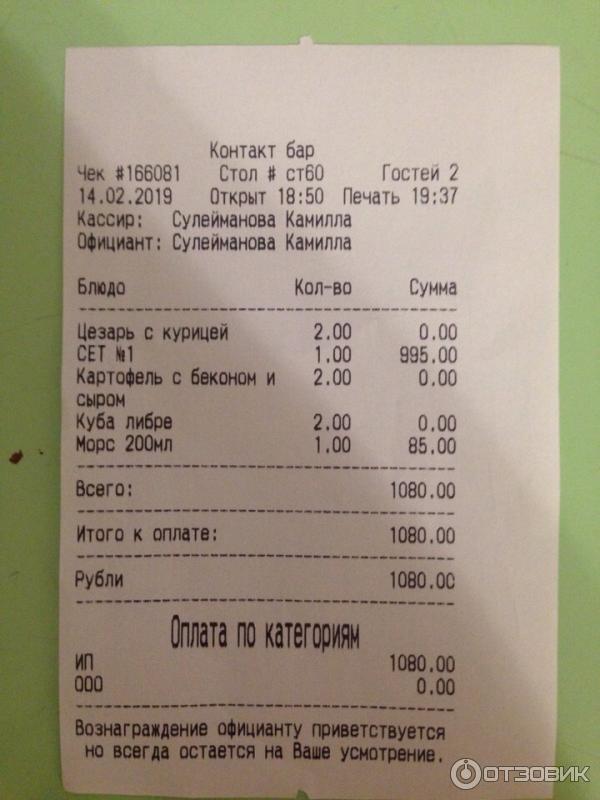 Контакт бар
Чек #166081 Стол # ст60 Гостей 2
14.02.2019 Открыт 18:50 Печать 19:37
Кассир: Сулейманова Камилла
Официант: Сулейманова Камилла
Блюдо Кол-во Сумма
Цезарь с курицей 2.00 0.00
СЕТ №1 1.00 995.00
Картофель с беконом и 2.00 0.00
сыром
Куба либре 2.00 0.00
Морс 200мл 1.00 85.00
Всего: 1080.00
Итого к оплате: 1080.00
Рубли 1080.00
Оплата по категориям
ИП 1080.00
ООО 0.00
Вознаграждение официанту приветствуется
но всегда остается на Ваше усмотрение.
ОТЗОВИК